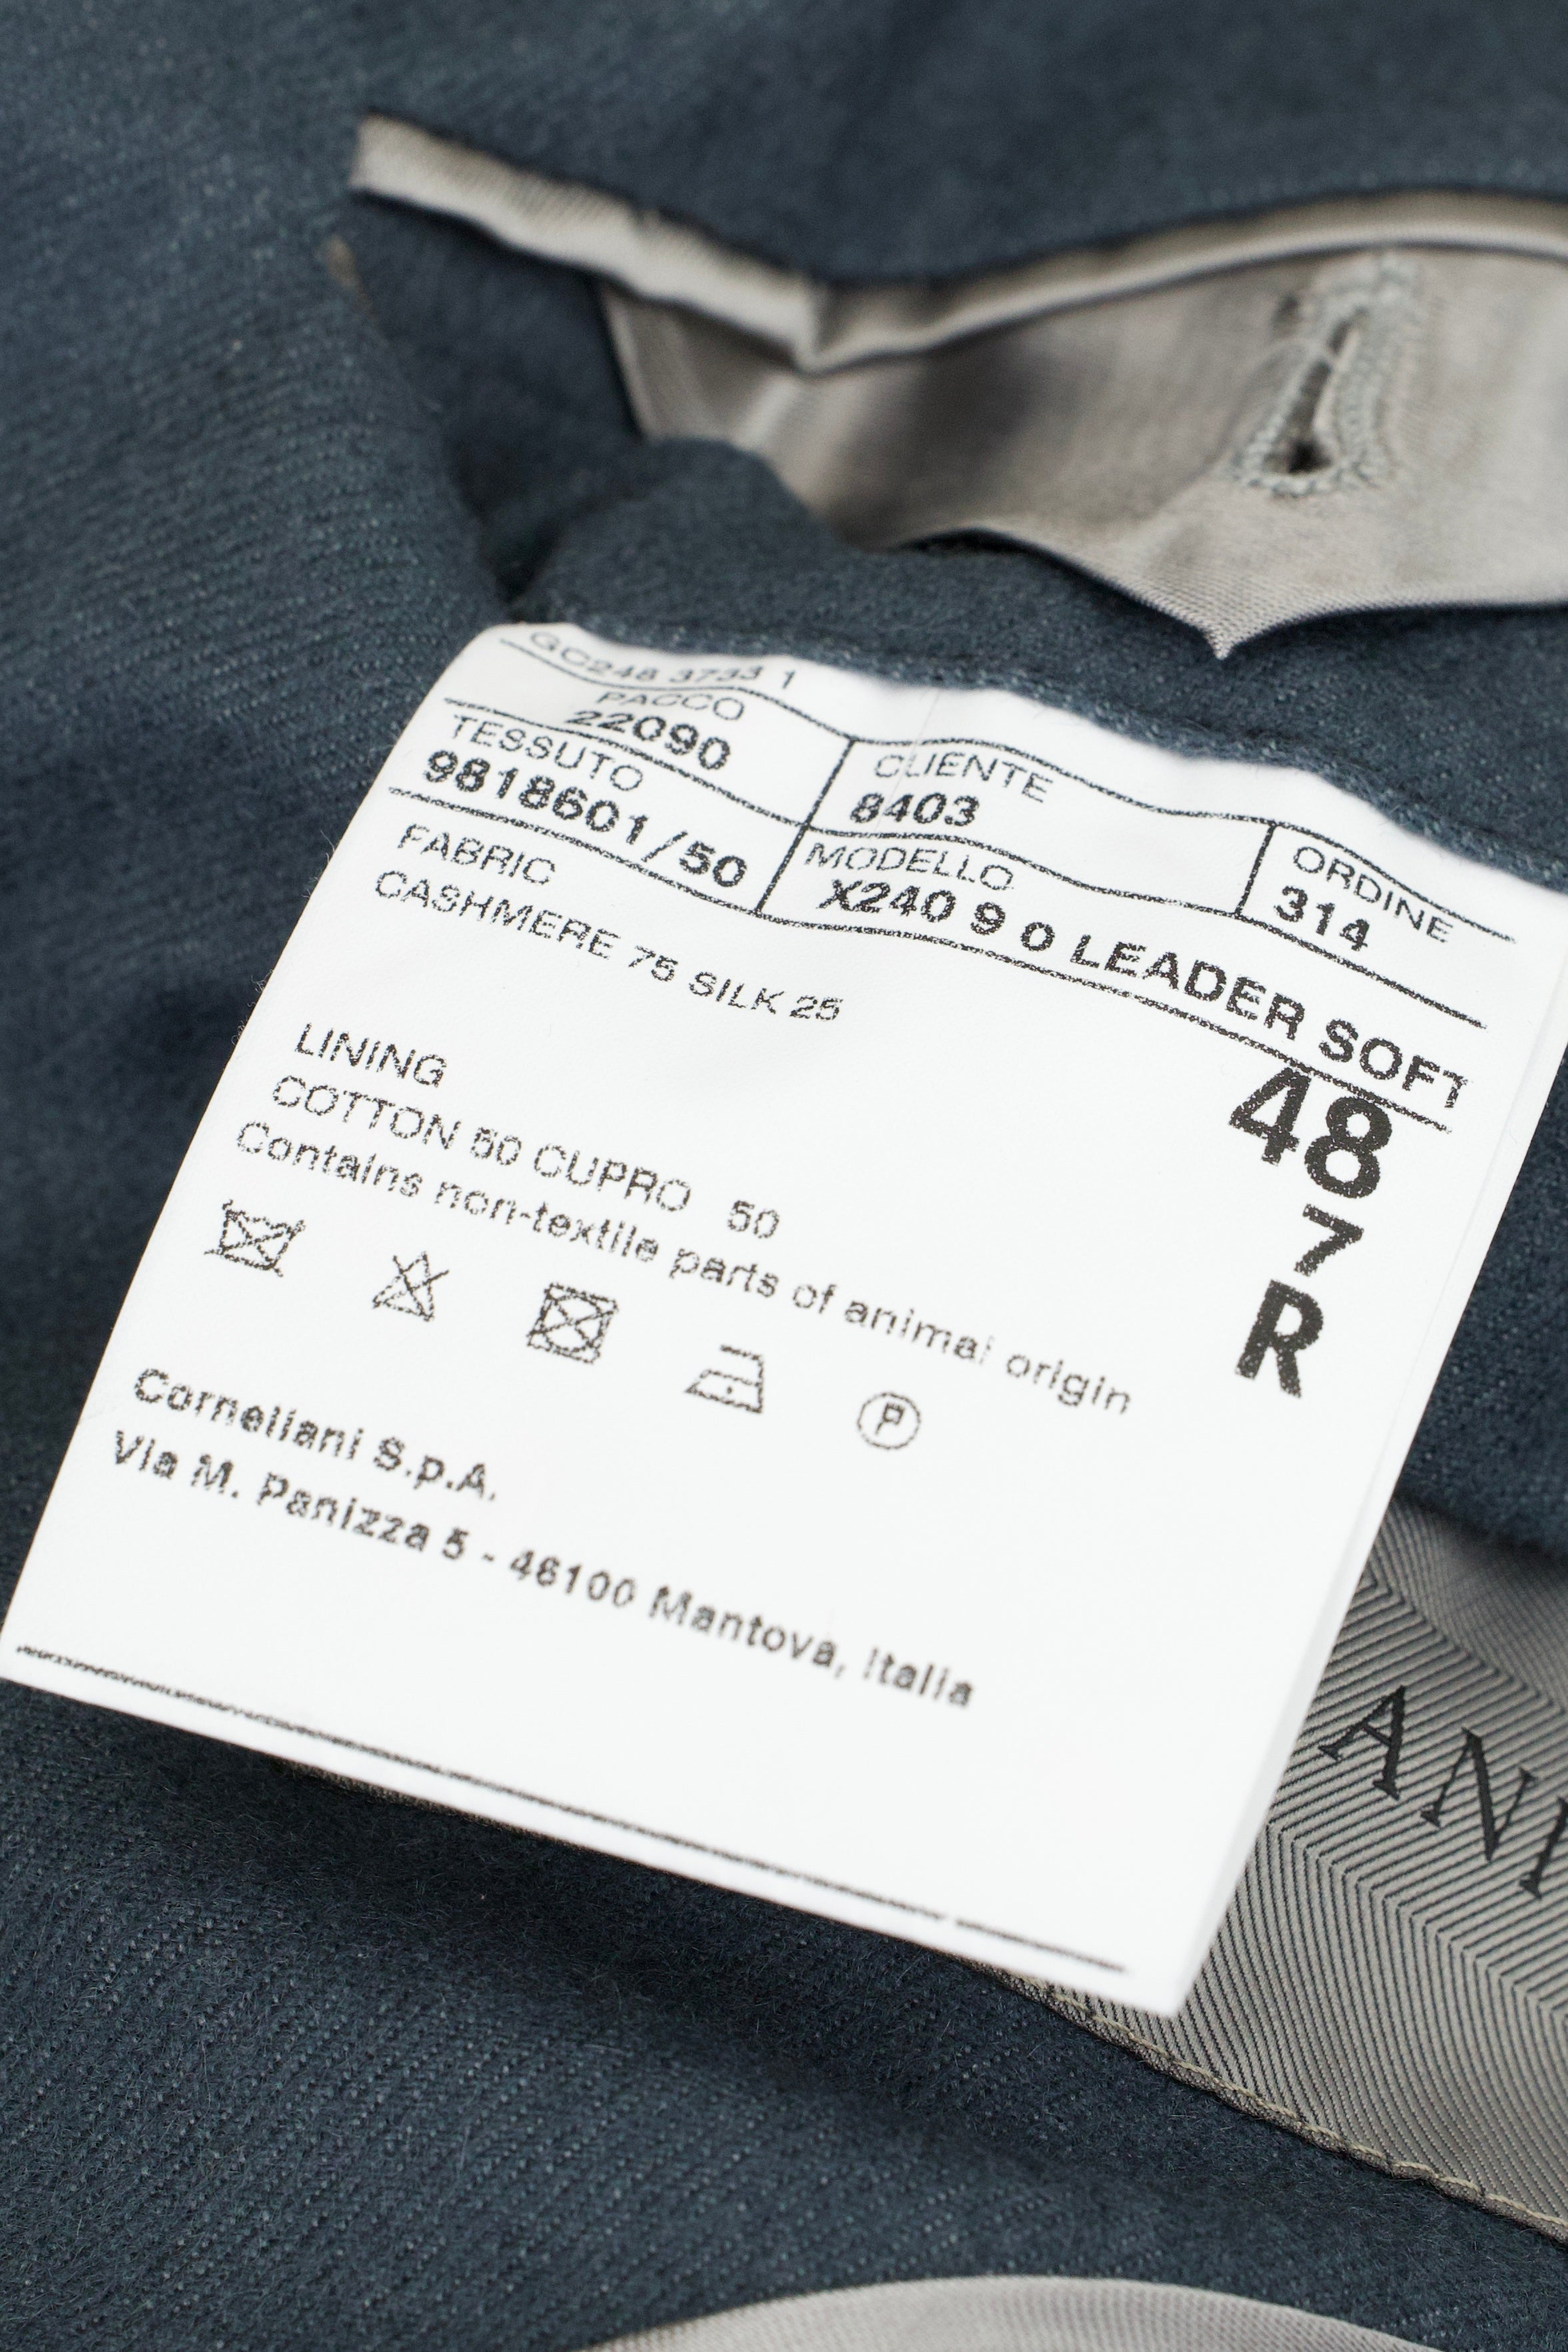 GC248 3733 1
PACCO
22090
CLIENTE
8403
ORDINE
314
TESSUTO
9818601/50
MODELLO
X240 9 0 LEADER SOFT
FABRIC
CASHMERE 75 SILK 25
48
7
R
LINING
COTTON 50 CUPRO 50
Contains non-textile parts of animal origin
P
Corneliani S.p.A.
Via M. Panizza 5 - 46100 Mantova, Italia
ANI